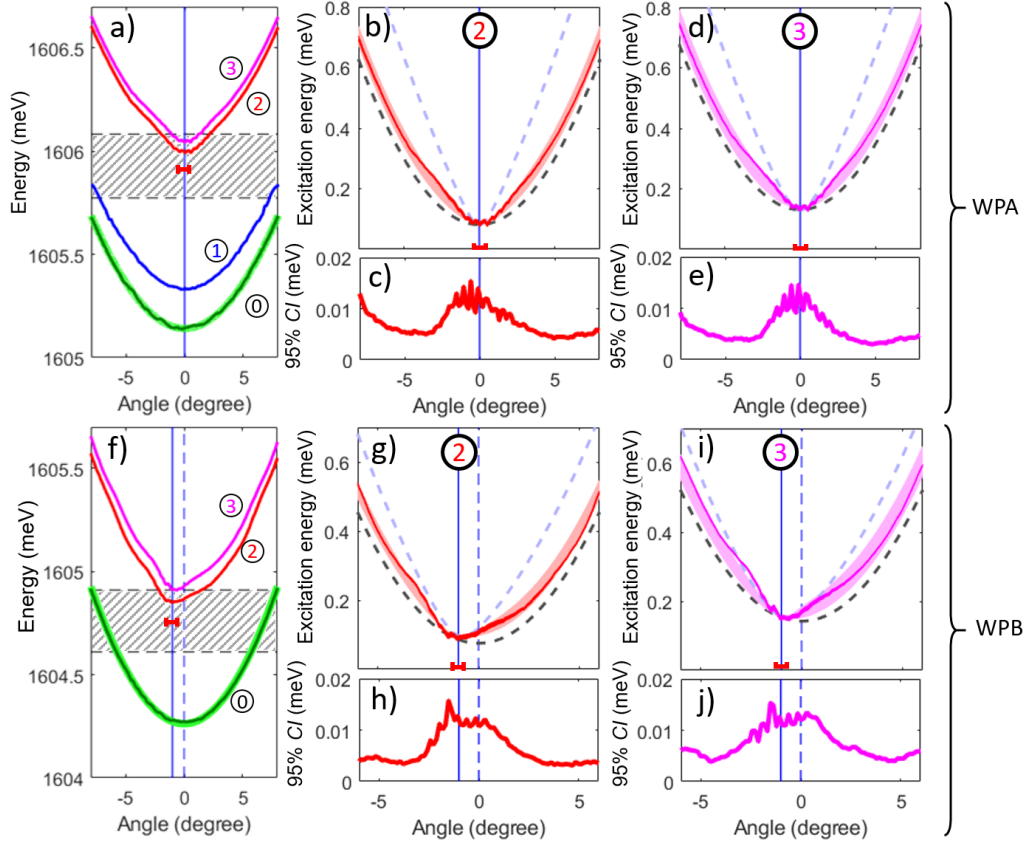 a)
Energy (meV)
1606.5
1606
1605.5
1605
3
2
1
0
-5
0
5
Angle (degree)
b)
2
Excitation energy (meV)
0.8
0.6
0.4
0.2
c)
95% CI (meV)
0.02
0.01
0
-5
0
5
Angle (degree)
d)
3
Excitation energy (meV)
0.8
0.6
0.4
0.2
e)
95% CI (meV)
0.02
0.01
0
-5
0
5
Angle (degree)
WPA
f)
Energy (meV)
1605.5
1605
1604.5
1604
3
2
0
-5
0
5
Angle (degree)
g)
2
Excitation energy (meV)
0.6
0.4
0.2
h)
95% CI (meV)
0.02
0.01
0
-5
0
5
Angle (degree)
i)
3
Excitation energy (meV)
0.6
0.4
0.2
j)
95% CI (meV)
0.02
0.01
0
-5
0
5
Angle (degree)
WPB